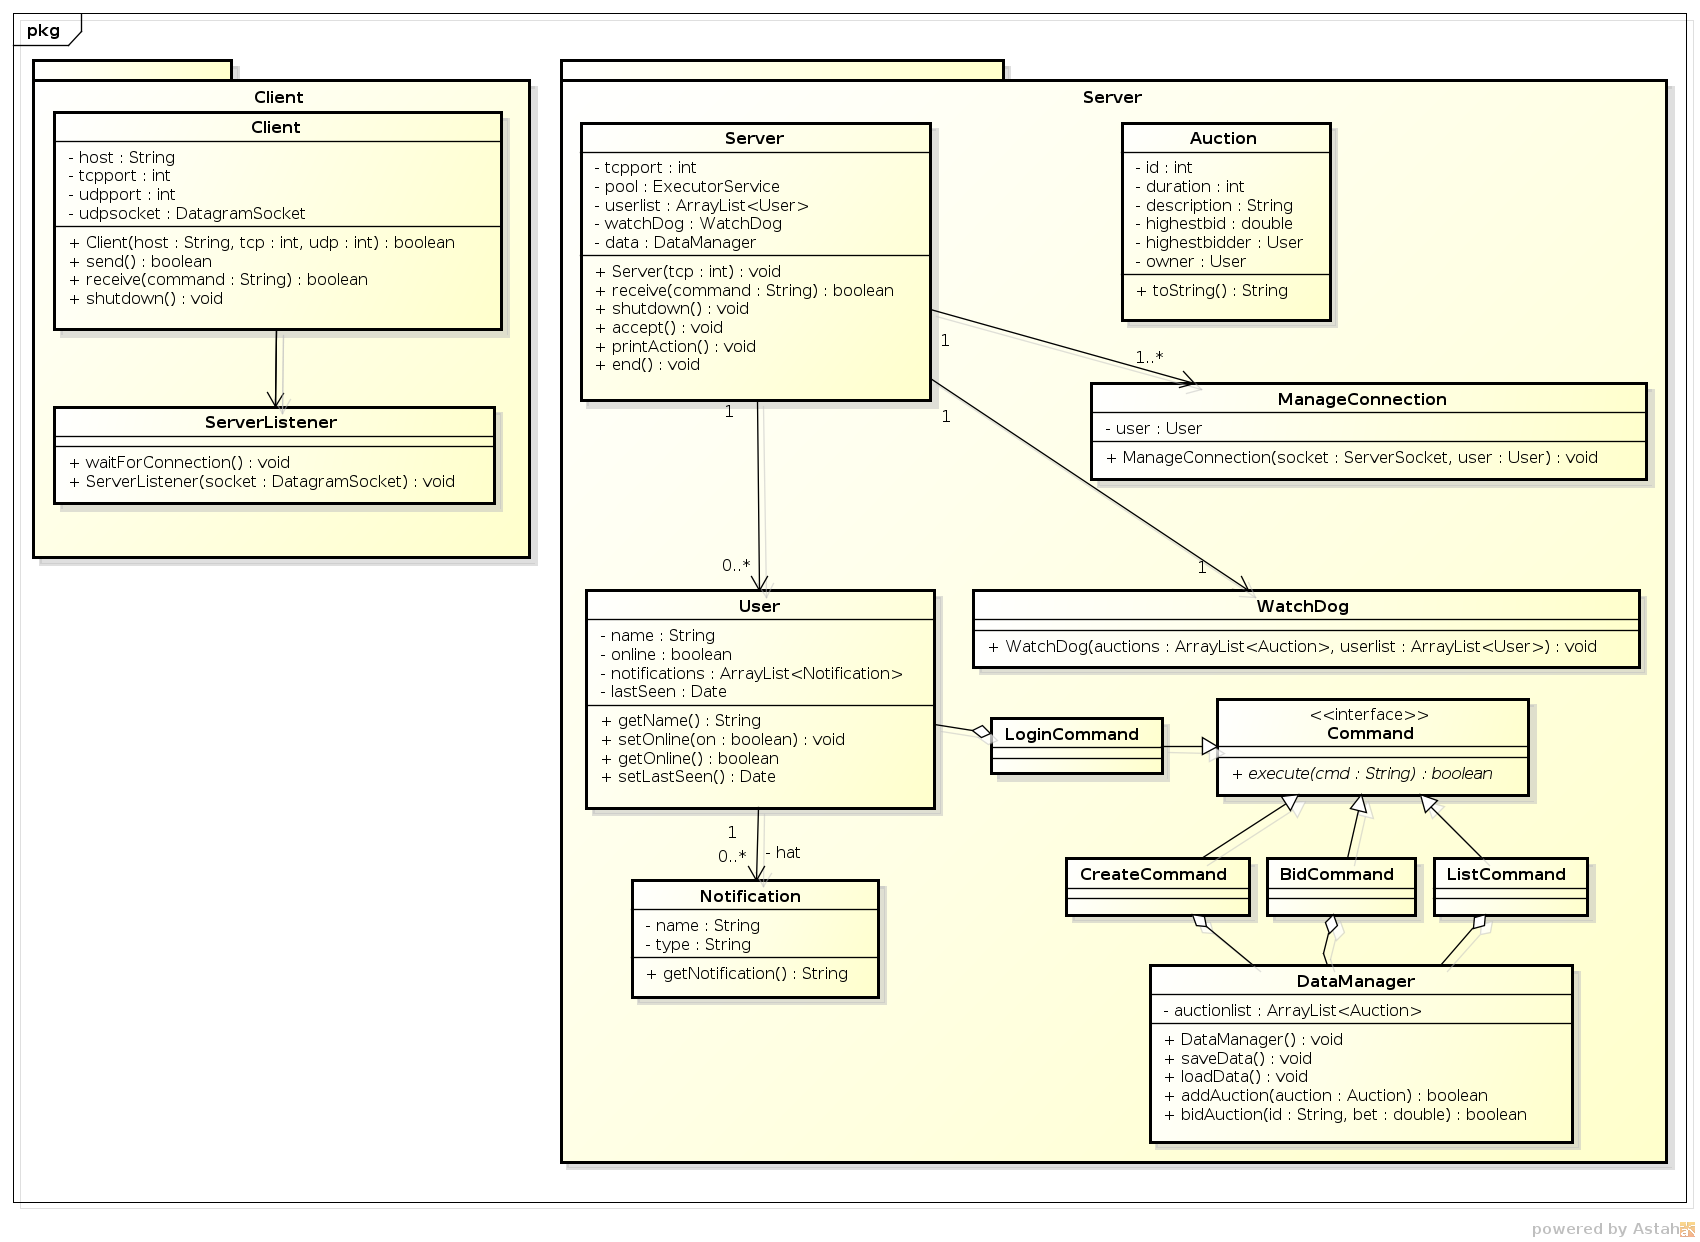 pkg
Client
Client
- host : String
- tcpport : int
- udpport : int
- udpsocket : DatagramSocket
+ Client(host : String, tcp : int, udp : int) : boolean
+ send() : boolean
+ receive(command : String) : boolean
+ shutdown() : void
ServerListener
+ waitForConnection() : void
+ ServerListener(socket : DatagramSocket) : void
Server
Server
- tcpport : int
- pool : ExecutorService
- userlist : ArrayList<User>
- watchDog : WatchDog
- data : DataManager
+ Server(tcp : int) : void
+ receive(command : String) : boolean
+ shutdown() : void
+ accept() : void
+ printAction() : void
+ end() : void
Auction
- id : int
- duration : int
- description : String
- highestbid : double
- highestbidder : User
- owner : User
+ toString() : String
1
1..*
1
1
ManageConnection
- user : User
+ ManageConnection(socket : ServerSocket, user : User) : void
0..*
1
User
- name : String
- online : boolean
- notifications : ArrayList<Notification>
- lastSeen : Date
+ getName() : String
+ setOnline(on : boolean) : void
+ getOnline() : boolean
+ setLastSeen() : Date
WatchDog
+ WatchDog(auctions : ArrayList<Auction>, userlist : ArrayList<User>) : void
LoginCommand
<<interface>>
Command
+ execute(cmd : String) : boolean
1
0..*
- hat
Notification
- name : String
- type : String
+ getNotification() : String
CreateCommand
BidCommand
ListCommand
DataManager
- auctionlist : ArrayList<Auction>
+ DataManager() : void
+ saveData() : void
+ loadData() : void
+ addAuction(auction : Auction) : boolean
+ bidAuction(id : String, bet : double) : boolean
powered by Astah